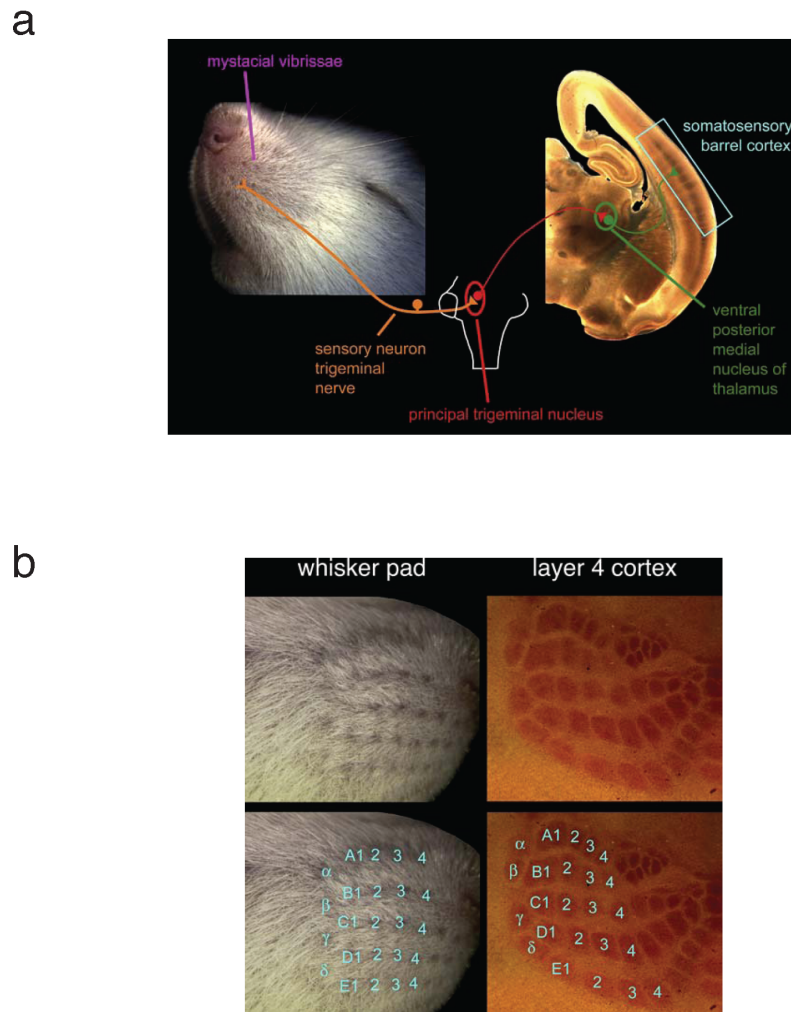 a
mystacial vibrissae
somatosensory
barrel cortex
sensory neuron
trigeminal
nerve
ventral
posterior
medial
nucleus of
thalamus
principal trigeminal nucleus
b
whisker pad
layer 4 cortex
A1 2 3 4
α
B1 2 3 4
β
C1 2 3 4
γ
D1 2 3 4
δ
E1 2 3 4
A1 2 3 4
α
β B1 2 3 4
C1 2 3 4
γ
D1 2 3 4
δ
E1 2 3 4